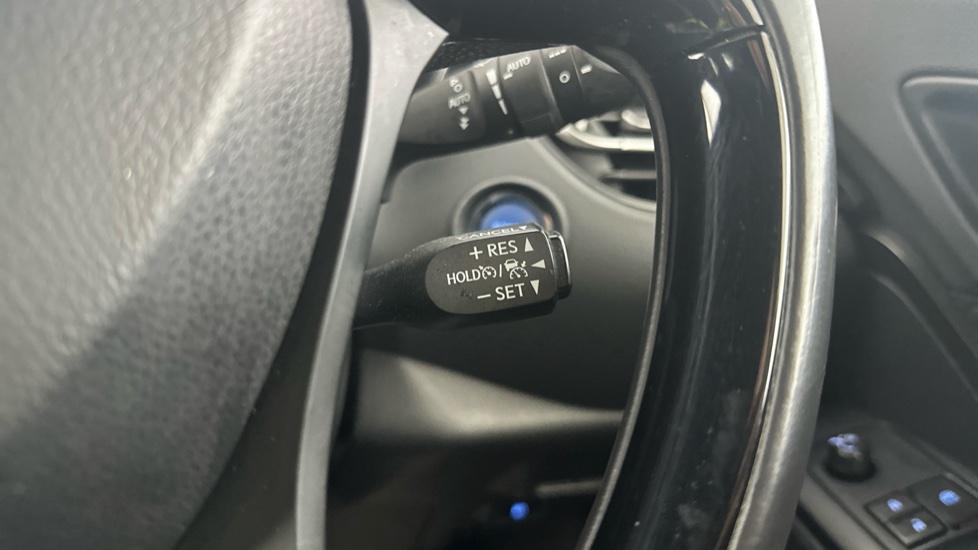 AUTO
AUTO
CANCEL
+ RES
HOLD /
− SET